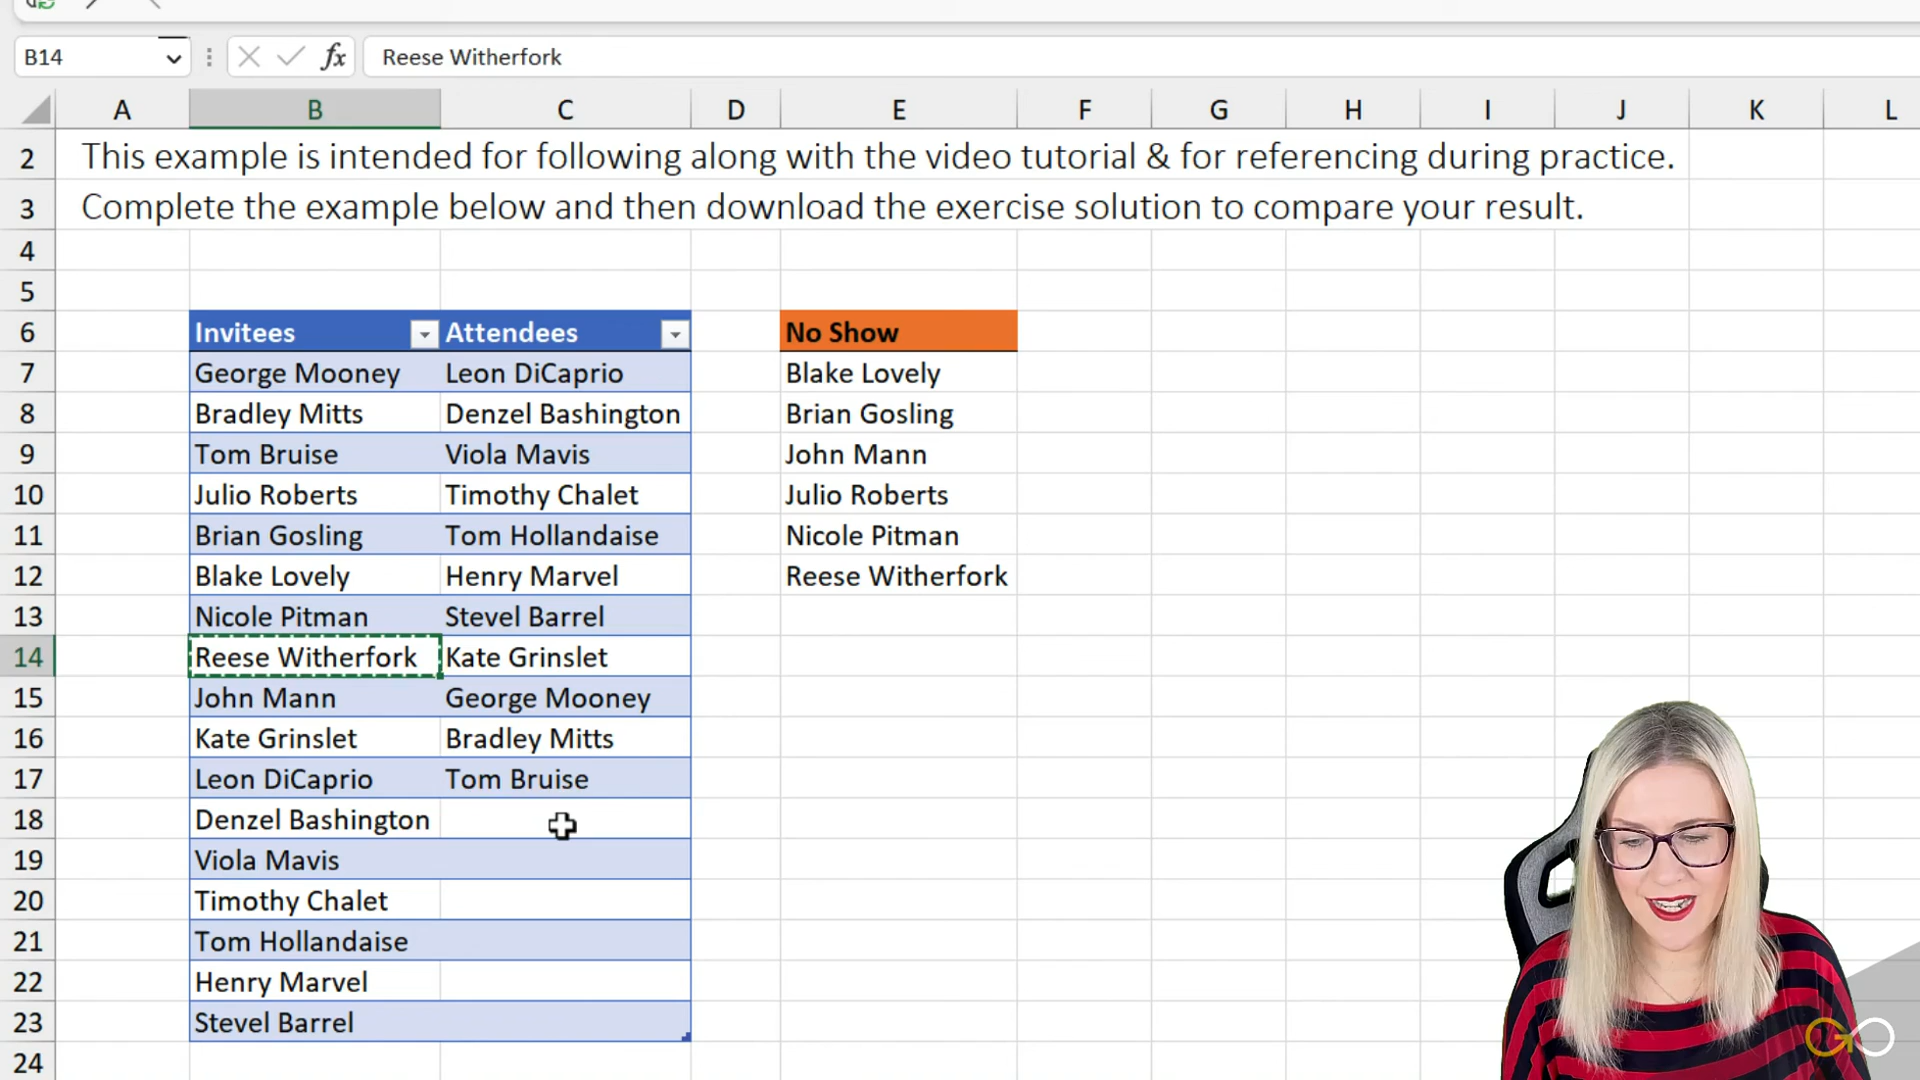 B14
fx
Reese Witherfork
A B C D E F G H I J K L
2 This example is intended for following along with the video tutorial & for referencing during practice.
3 Complete the example below and then download the exercise solution to compare your result.
4
5
6 Invitees Attendees No Show
7 George Mooney Leon DiCaprio Blake Lovely
8 Bradley Mitts Denzel Bashington Brian Gosling
9 Tom Bruise Viola Mavis John Mann
10 Julio Roberts Timothy Chalet Julio Roberts
11 Brian Gosling Tom Hollandaise Nicole Pitman
12 Blake Lovely Henry Marvel Reese Witherfork
13 Nicole Pitman Stevel Barrel
14 Reese Witherfork Kate Grinslet
15 John Mann George Mooney
16 Kate Grinslet Bradley Mitts
17 Leon DiCaprio Tom Bruise
18 Denzel Bashington
19 Viola Mavis
20 Timothy Chalet
21 Tom Hollandaise
22 Henry Marvel
23 Stevel Barrel
24
GO